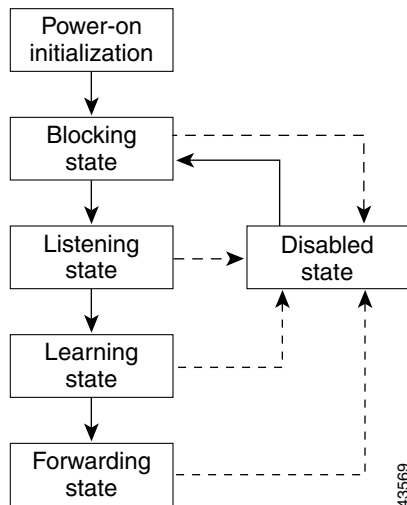 Power-on
initialization
Blocking
state
Listening
state
Disabled
state
Learning
state
Forwarding
state
43569